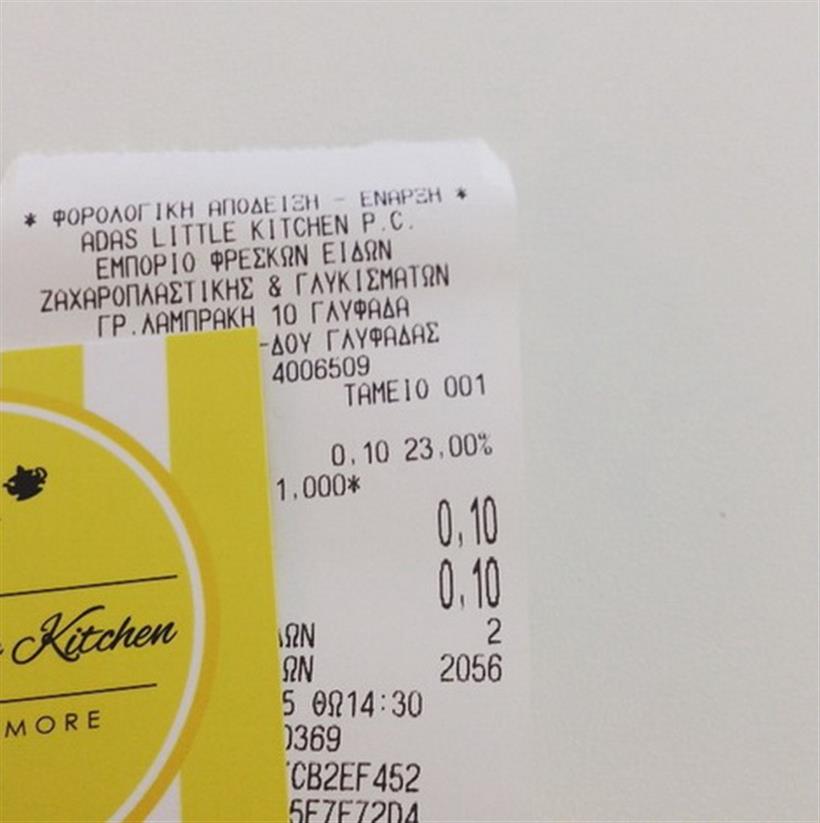 * ΦΟΡΟΛΟΓΙΚΗ ΑΠΟΔΕΙΞΗ - ΕΝΑΡΞΗ *
ADAS LITTLE KITCHEN P.C.
ΕΜΠΟΡΙΟ ΦΡΕΣΚΩΝ ΕΙΔΩΝ
ΖΑΧΑΡΟΠΛΑΣΤΙΚΗΣ & ΓΛΥΚΙΣΜΑΤΩΝ
ΓΡ.ΛΑΜΠΡΑΚΗ 10 ΓΛΥΦΑΔΑ
-ΔΟΥ ΓΛΥΦΑΔΑΣ
4006509
ΤΑΜΕΙΟ 001
0,10 23,00%
1,000*
0,10
0,10
ΩΝ 2
ΩΝ 2056
5 ΘΩ14:30
0369
CB2EF452
5F7F72D4
Kitchen
MORE